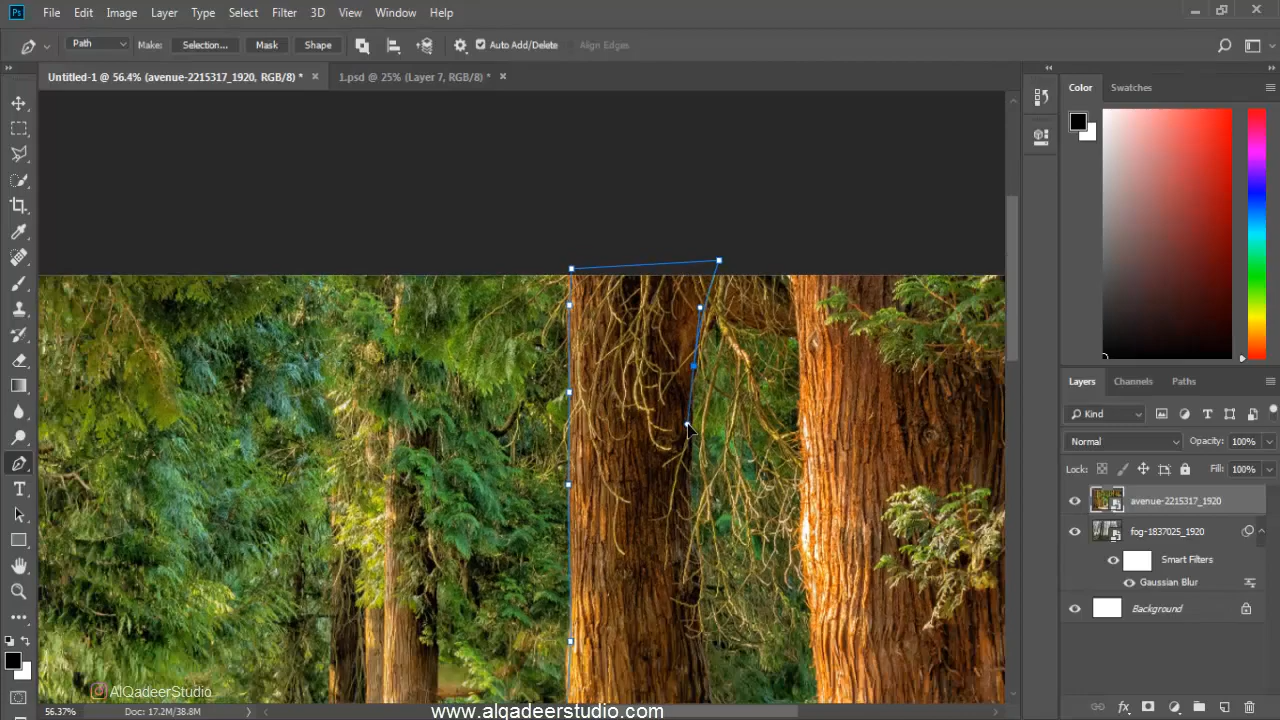 Ps File Edit Image Layer Type Select Filter 3D View Window Help
Path Make: Selection... Mask Shape Auto Add/Delete Align Edges
Untitled-1 @ 56.4% (avenue-2215317_1920, RGB/8) * 1.psd @ 25% (Layer 7, RGB/8) *
Color Swatches
Layers Channels Paths
Kind
Normal Opacity: 100%
Lock: Fill: 100%
avenue-2215317_1920
fog-1837025_1920
Smart Filters
Gaussian Blur
Background
AlQadeerStudio
56.37% Doc: 17.2M/38.8M
www.alqadeerstudio.com